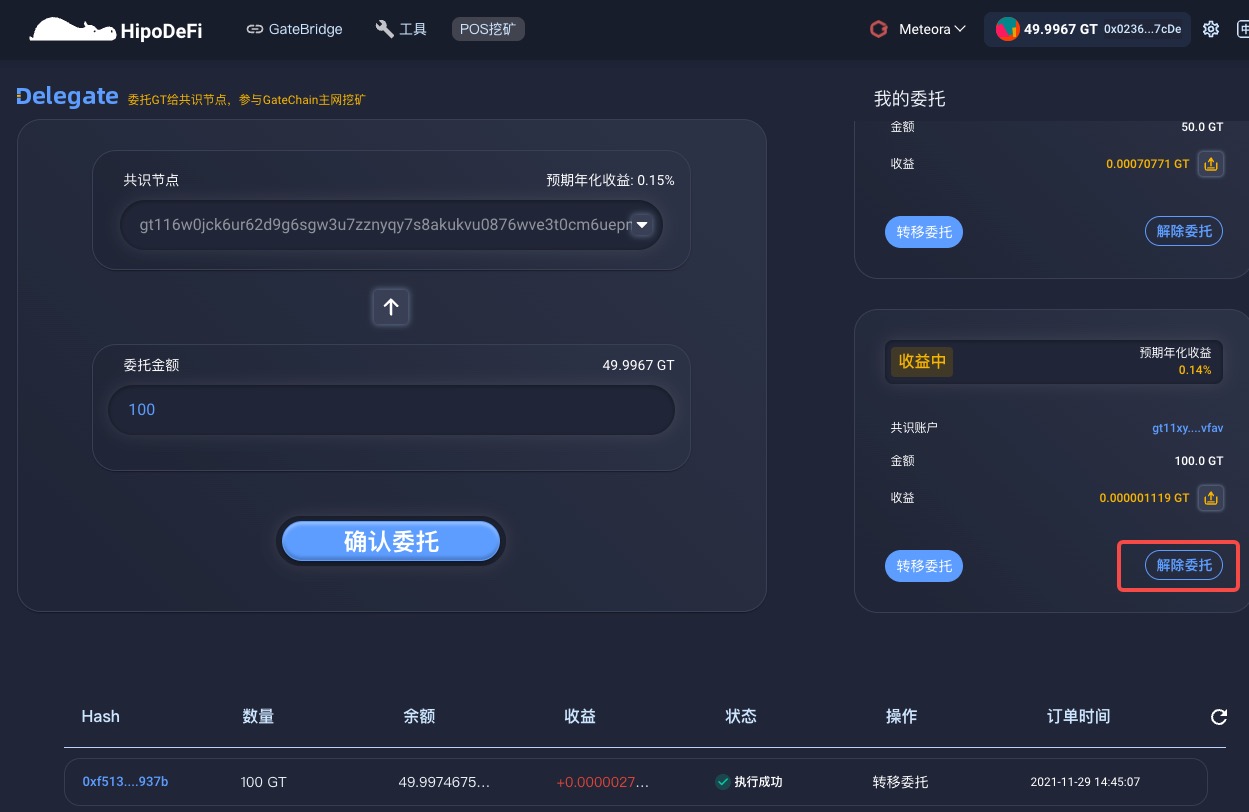 HipoDeFi
GateBridge
工具
POS挖矿
Meteora
49.9967 GT 0x0236...7cDe
Delegate 委托GT给共识节点，参与GateChain主网挖矿
共识节点 预期年化收益: 0.15%
gt116w0jck6ur62d9g6sgw3u7zznyqy7s8akukvu0876wve3t0cm6uepr
委托金额 49.9967 GT
100
确认委托
我的委托
金额 50.0 GT
收益 0.00070771 GT
转移委托 解除委托
收益中 预期年化收益
0.14%
共识账户 gt11xy....vfav
金额 100.0 GT
收益 0.000001119 GT
转移委托 解除委托
Hash 数量 余额 收益 状态 操作 订单时间
0xf513....937b 100 GT 49.9974675... +0.0000027... 执行成功 转移委托 2021-11-29 14:45:07